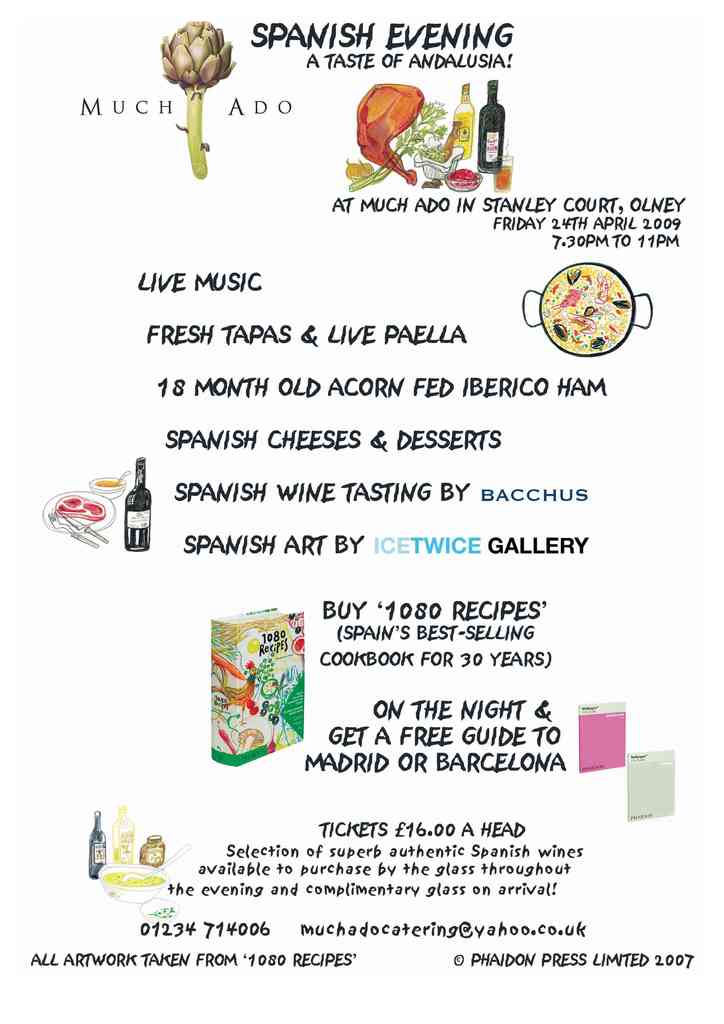 SPANISH EVENING
A TASTE OF ANDALUSIA!
MUCH ADO
AT MUCH ADO IN STANLEY COURT, OLNEY
FRIDAY 24TH APRIL 2009
7.30PM TO 11PM
LIVE MUSIC
FRESH TAPAS & LIVE PAELLA
18 MONTH OLD ACORN FED IBERICO HAM
SPANISH CHEESES & DESSERTS
SPANISH WINE TASTING BY BACCHUS
SPANISH ART BY ICETWICE GALLERY
BUY ‘1080 RECIPES’
(SPAIN’S BEST-SELLING
COOKBOOK FOR 30 YEARS)
1080
RECIPES
ON THE NIGHT &
GET A FREE GUIDE TO
MADRID OR BARCELONA
TICKETS £16.00 A HEAD
Selection of superb authentic Spanish wines
available to purchase by the glass throughout
the evening and complimentary glass on arrival!
01234 714006 muchadocatering@yahoo.co.uk
ALL ARTWORK TAKEN FROM ‘1080 RECIPES’ © PHAIDON PRESS LIMITED 2007